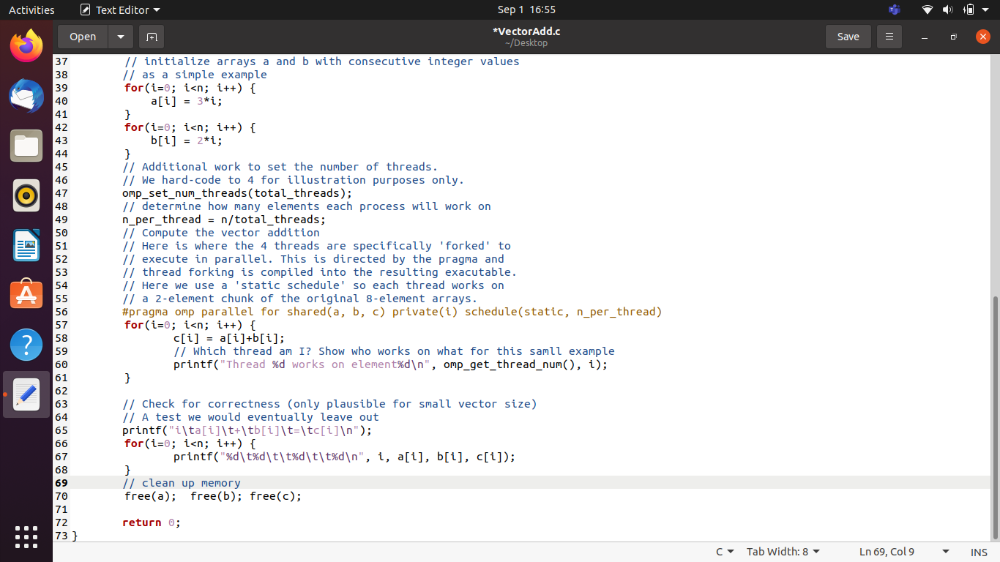 Activities Text Editor Sep 1 16:55
Open *VectorAdd.c Save
~/Desktop
37 // initialize arrays a and b with consecutive integer values
38 // as a simple example
39 for(i=0; i<n; i++) {
40 a[i] = 3*i;
41 }
42 for(i=0; i<n; i++) {
43 b[i] = 2*i;
44 }
45 // Additional work to set the number of threads.
46 // We hard-code to 4 for illustration purposes only.
47 omp_set_num_threads(total_threads);
48 // determine how many elements each process will work on
49 n_per_thread = n/total_threads;
50 // Compute the vector addition
51 // Here is where the 4 threads are specifically 'forked' to
52 // execute in parallel. This is directed by the pragma and
53 // thread forking is compiled into the resulting exacutable.
54 // Here we use a 'static schedule' so each thread works on
55 // a 2-element chunk of the original 8-element arrays.
56 #pragma omp parallel for shared(a, b, c) private(i) schedule(static, n_per_thread)
57 for(i=0; i<n; i++) {
58 c[i] = a[i]+b[i];
59 // Which thread am I? Show who works on what for this samll example
60 printf("Thread %d works on element%d\n", omp_get_thread_num(), i);
61 }
62
63 // Check for correctness (only plausible for small vector size)
64 // A test we would eventually leave out
65 printf("i\ta[i]\t+\tb[i]\t=\tc[i]\n");
66 for(i=0; i<n; i++) {
67 printf("%d\t%d\t\t%d\t\t%d\n", i, a[i], b[i], c[i]);
68 }
69 // clean up memory
70 free(a);  free(b); free(c);
71
72 return 0;
73 }
C Tab Width: 8 Ln 69, Col 9 INS